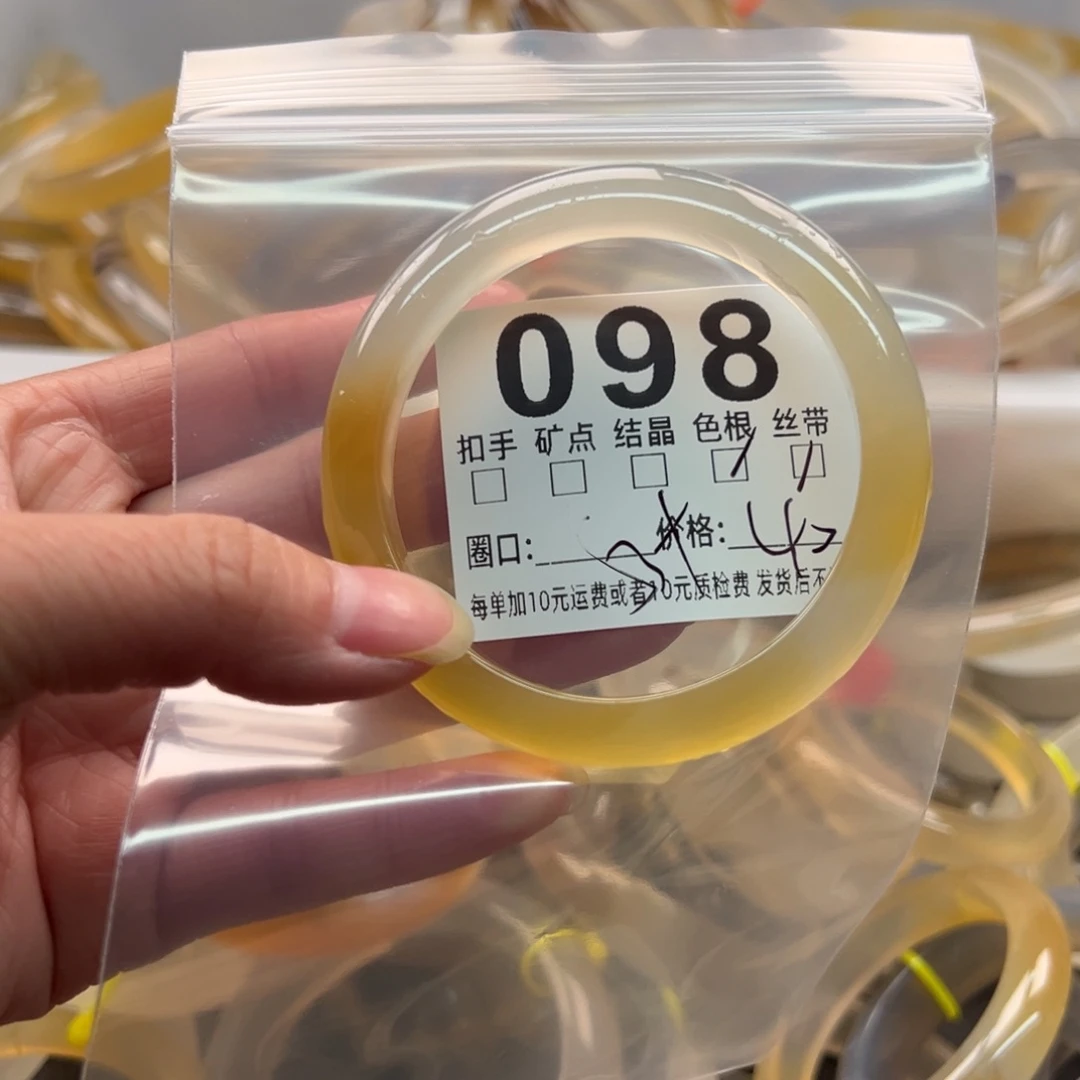 098
扣手 矿点 结晶 色根 丝带
圈口: 价格:
每单加10元运费或者10元质检费 发货后不